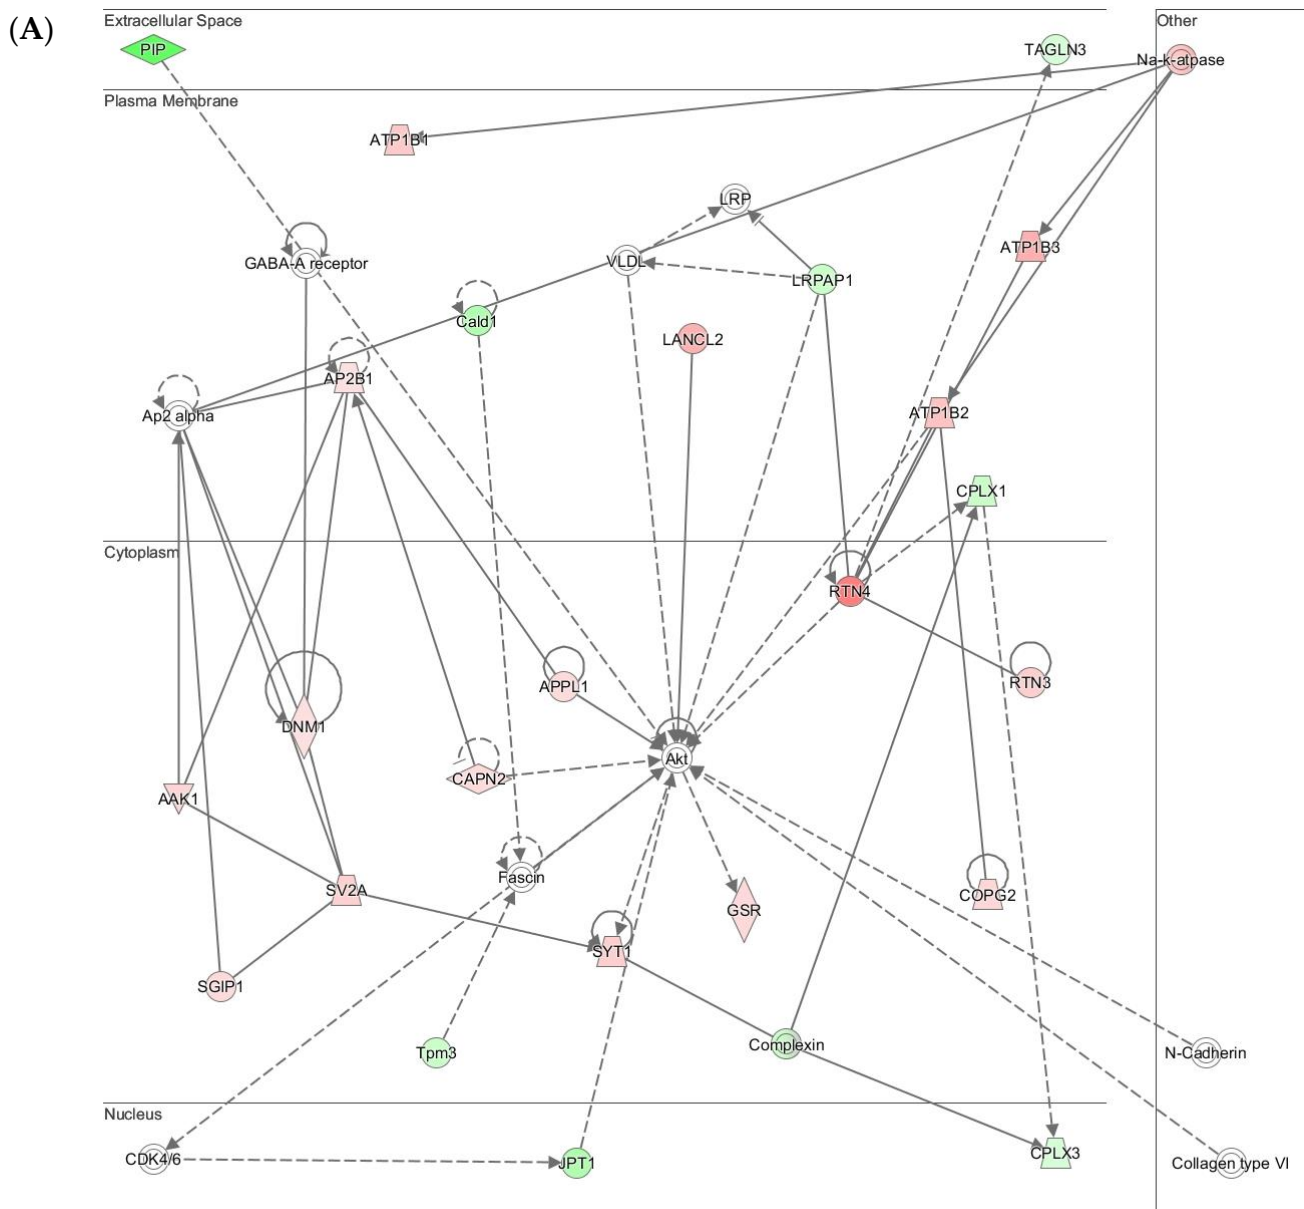 (A)
Extracellular Space
Other
PIP
TAGLN3
Na-k-atpase
Plasma Membrane
ATP1B1
LRP
ATP1B3
GABA-A receptor
VLDL
LRPAP1
Cald1
LANCL2
AP2B1
Ap2 alpha
ATP1B2
CPLX1
Cytoplasm
RTN4
APPL1
RTN3
DNM1
Akt
CAPN2
AAK1
Fascin
SV2A
COPG2
GSR
SYT1
SGIP1
Complexin
Tpm3
N-Cadherin
Nucleus
CDK4/6
JPT1
CPLX3
Collagen type VI